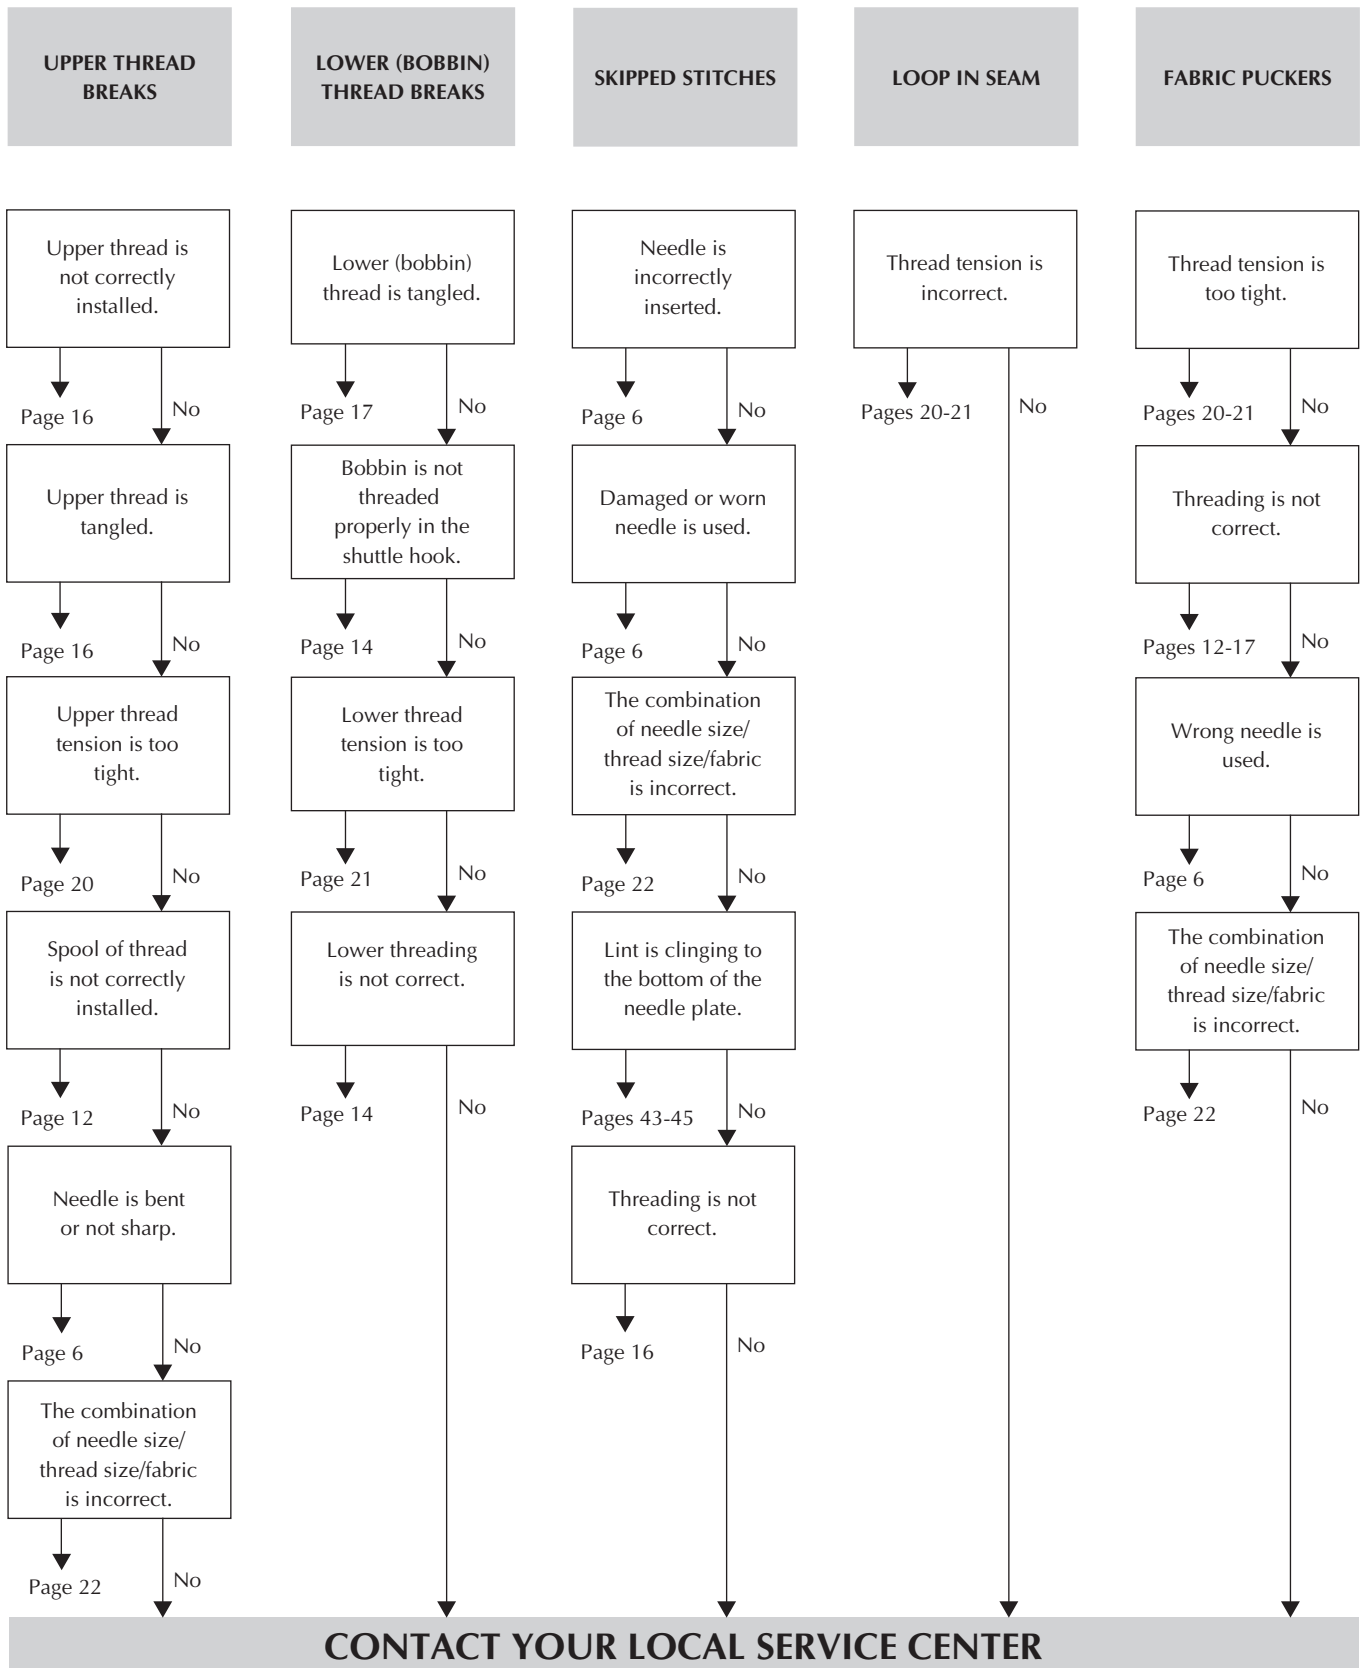 UPPER THREAD
BREAKS
LOWER (BOBBIN)
THREAD BREAKS
SKIPPED STITCHES
LOOP IN SEAM
FABRIC PUCKERS
Upper thread is
not correctly
installed.
Page 16
No
Upper thread is
tangled.
Page 16
No
Upper thread
tension is too
tight.
Page 20
No
Spool of thread
is not correctly
installed.
Page 12
No
Needle is bent
or not sharp.
Page 6
No
The combination
of needle size/
thread size/fabric
is incorrect.
Page 22
No
Lower (bobbin)
thread is tangled.
Page 17
No
Bobbin is not
threaded
properly in the
shuttle hook.
Page 14
No
Lower thread
tension is too
tight.
Page 21
No
Lower threading
is not correct.
Page 14
No
Needle is
incorrectly
inserted.
Page 6
No
Damaged or worn
needle is used.
Page 6
No
The combination
of needle size/
thread size/fabric
is incorrect.
Page 22
No
Lint is clinging to
the bottom of the
needle plate.
Pages 43-45
No
Threading is not
correct.
Page 16
No
Thread tension is
incorrect.
Pages 20-21
No
Thread tension is
too tight.
Pages 20-21
No
Threading is not
correct.
Pages 12-17
No
Wrong needle is
used.
Page 6
No
The combination
of needle size/
thread size/fabric
is incorrect.
Page 22
No
CONTACT YOUR LOCAL SERVICE CENTER